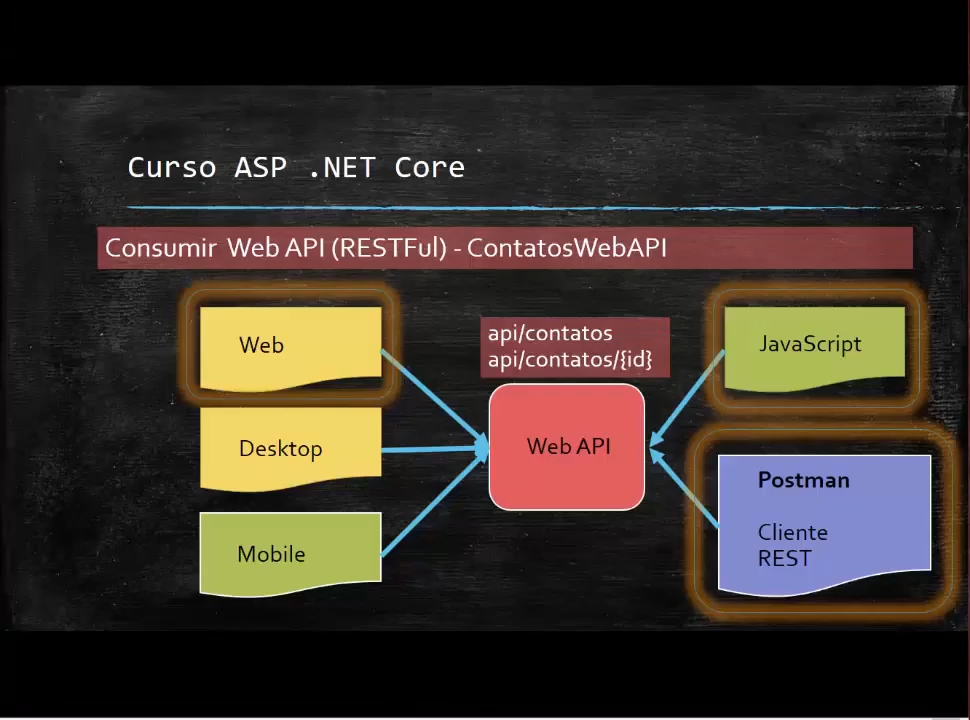 Curso ASP .NET Core
Consumir Web API (RESTFul) - ContatosWebAPI
Web
api/contatos
api/contatos/{id}
JavaScript
Desktop
Web API
Postman
Cliente
REST
Mobile